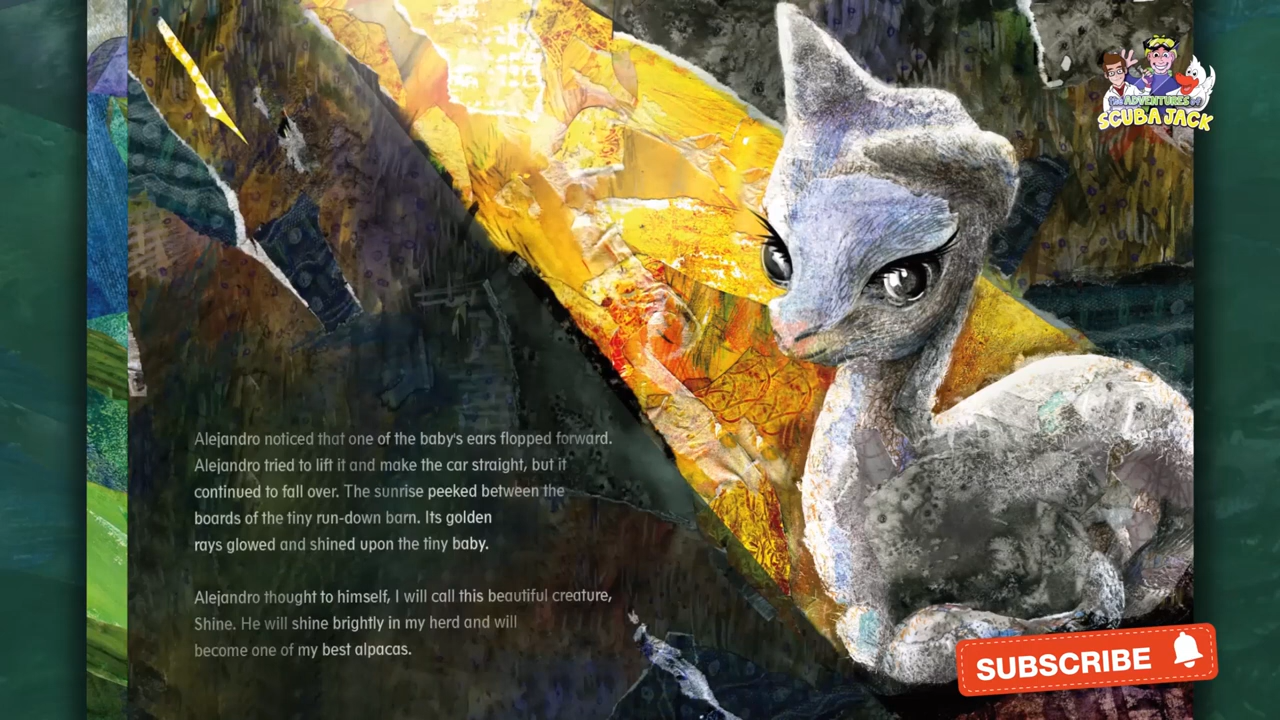 THE ADVENTURES OF
SCUBA JACK
Alejandro noticed that one of the baby's ears flopped forward.
Alejandro tried to lift it and make the car straight, but it
continued to fall over. The sunrise peeked between the
boards of the tiny run-down barn. Its golden
rays glowed and shined upon the tiny baby.
Alejandro thought to himself, I will call this beautiful creature,
Shine. He will shine brightly in my herd and will
become one of my best alpacas.
SUBSCRIBE